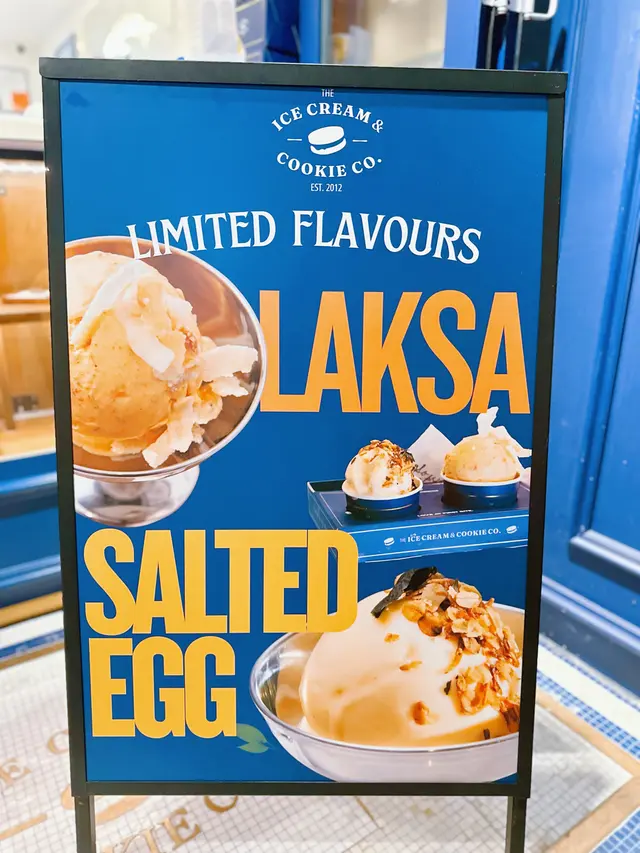 THE
ICE CREAM &
COOKIE CO.
EST. 2012
LIMITED FLAVOURS
LAKSA
THE ICE CREAM & COOKIE CO.
SALTED
EGG